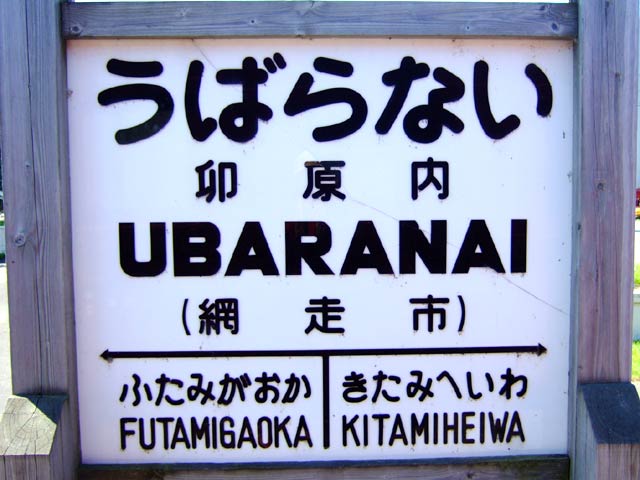 うばらない
卯原内
UBARANAI
(網走市)
ふたみがおか きたみへいわ
FUTAMIGAOKA KITAMIHEIWA